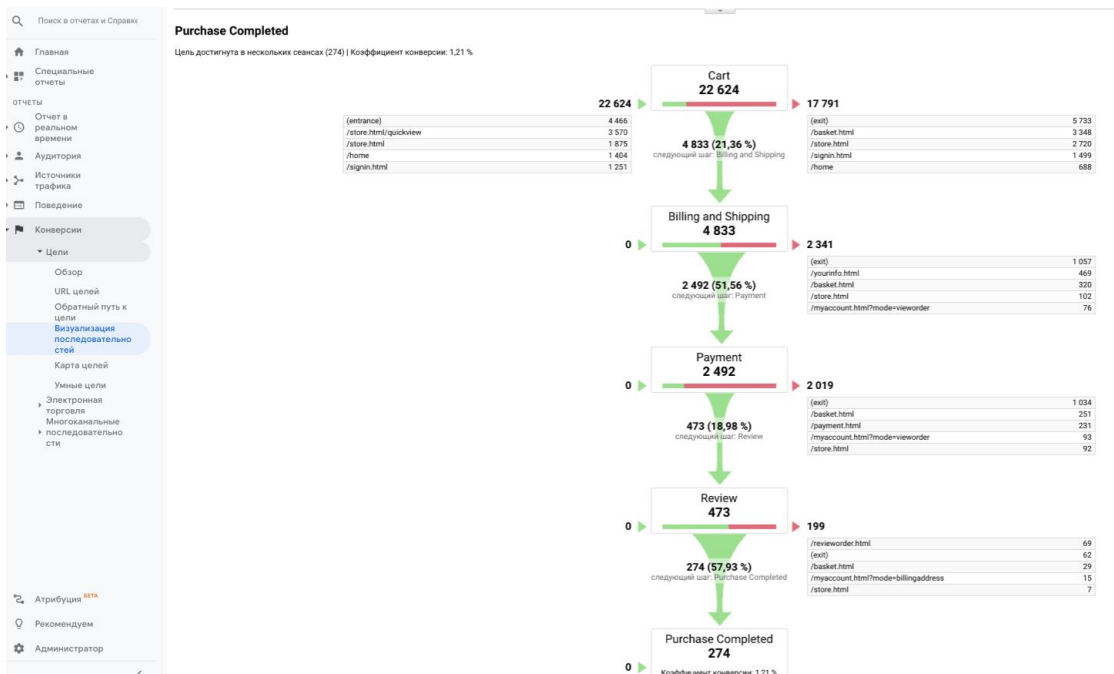 Поиск в отчетах и Справке
Главная
Специальные
отчеты
ОТЧЕТЫ
Отчет в
реальном
времени
Аудитория
Источники
трафика
Поведение
Конверсии
Цели
Обзор
URL целей
Обратный путь к
цели
Визуализация
последовательно
стей
Карта целей
Умные цели
Электронная
торговля
Многоканальные
последовательно
сти
Атрибуция БЕТА
Рекомендуем
Администратор
Purchase Completed
Цель достигнута в нескольких сеансах (274) | Коэффициент конверсии: 1,21 %
Cart
22 624
22 624
17 791
(entrance) 4 466
/store.html/quickview 3 570
/store.html 1 875
/home 1 404
/signin.html 1 251
4 833 (21,36 %)
следующий шаг: Billing and Shipping
(exit) 5 733
/basket.html 3 348
/store.html 2 720
/signin.html 1 499
/home 688
Billing and Shipping
4 833
0
2 341
2 492 (51,56 %)
следующий шаг: Payment
(exit) 1 057
/yourinfo.html 469
/basket.html 320
/store.html 102
/myaccount.html?mode=vieworder 76
Payment
2 492
0
2 019
473 (18,98 %)
следующий шаг: Review
(exit) 1 034
/basket.html 251
/payment.html 231
/myaccount.html?mode=vieworder 93
/store.html 92
Review
473
0
199
274 (57,93 %)
следующий шаг: Purchase Completed
/revieworder.html 69
(exit) 62
/basket.html 29
/myaccount.html?mode=billingaddress 15
/store.html 7
Purchase Completed
274
0
Коэффициент конверсии: 1,21 %